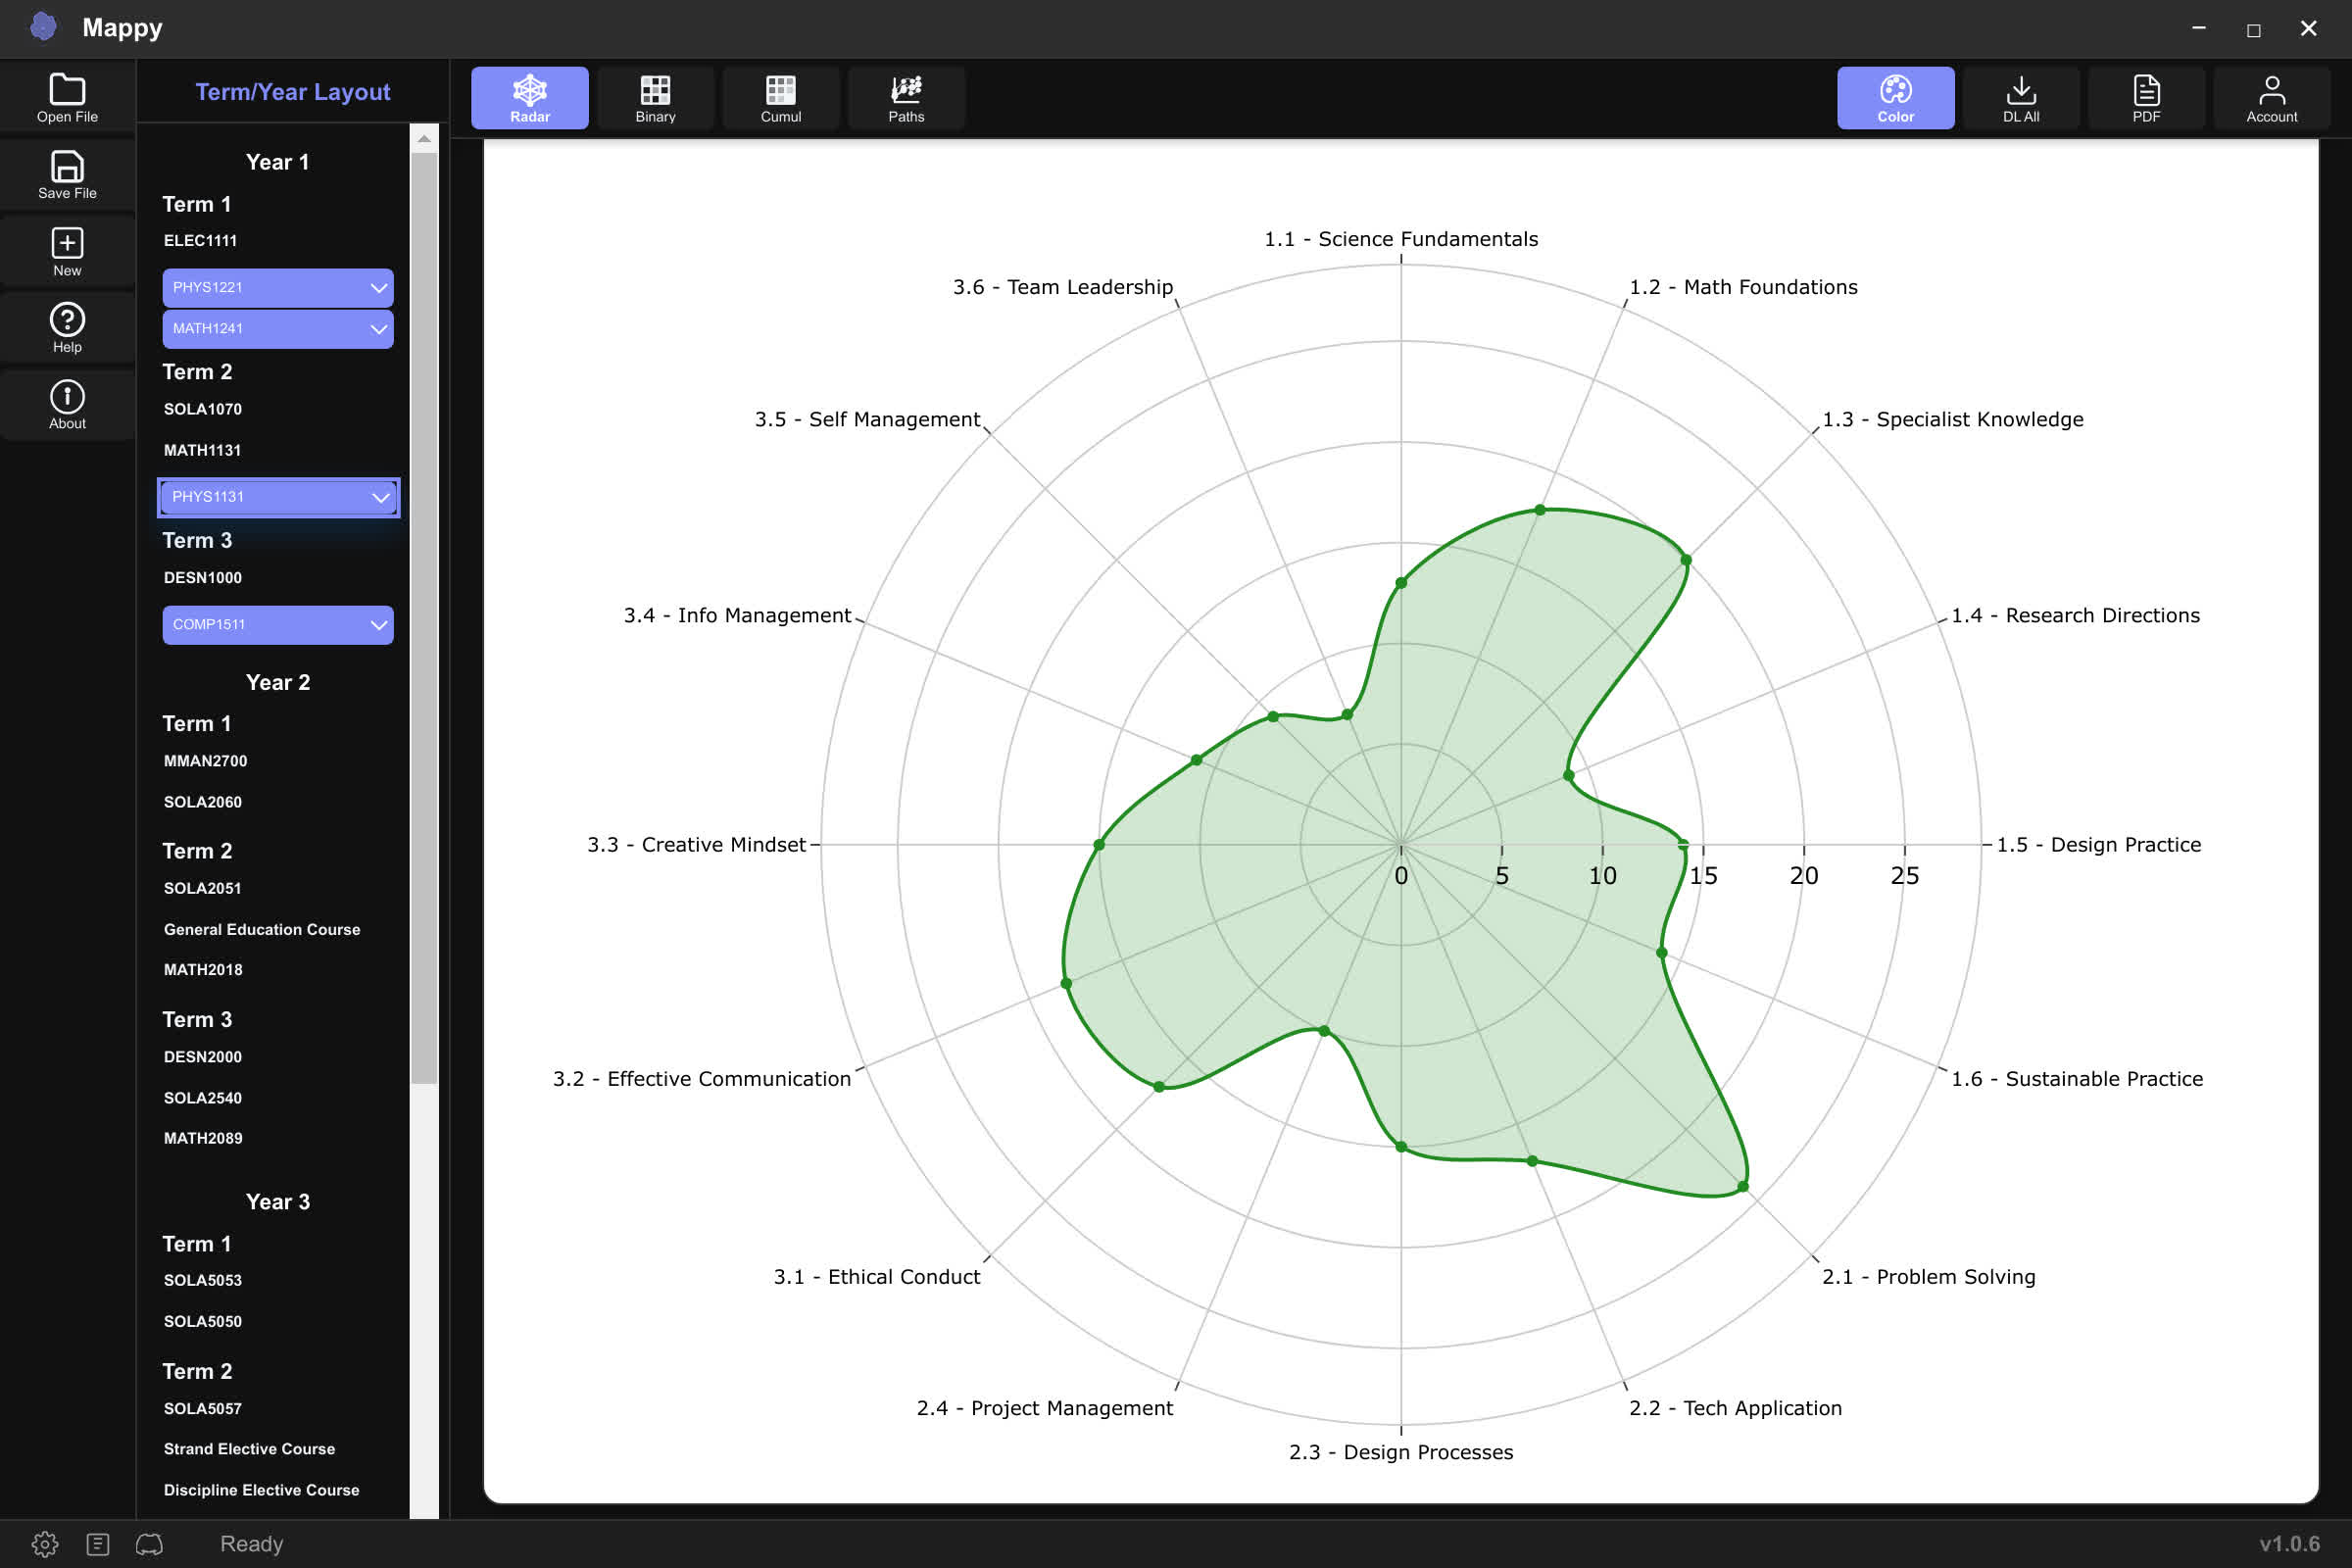 Mappy
Open File
Save File
New
Help
About
Term/Year Layout
Year 1
Term 1
ELEC1111
PHYS1221
MATH1241
Term 2
SOLA1070
MATH1131
PHYS1131
Term 3
DESN1000
COMP1511
Year 2
Term 1
MMAN2700
SOLA2060
Term 2
SOLA2051
General Education Course
MATH2018
Term 3
DESN2000
SOLA2540
MATH2089
Year 3
Term 1
SOLA5053
SOLA5050
Term 2
SOLA5057
Strand Elective Course
Discipline Elective Course
Radar
Binary
Cumul
Paths
Color
DL All
PDF
Account
1.1 - Science Fundamentals
3.6 - Team Leadership
1.2 - Math Foundations
3.5 - Self Management
1.3 - Specialist Knowledge
3.4 - Info Management
1.4 - Research Directions
3.3 - Creative Mindset
1.5 - Design Practice
0 5 10 15 20 25
3.2 - Effective Communication
1.6 - Sustainable Practice
3.1 - Ethical Conduct
2.1 - Problem Solving
2.4 - Project Management
2.2 - Tech Application
2.3 - Design Processes
Ready
v1.0.6